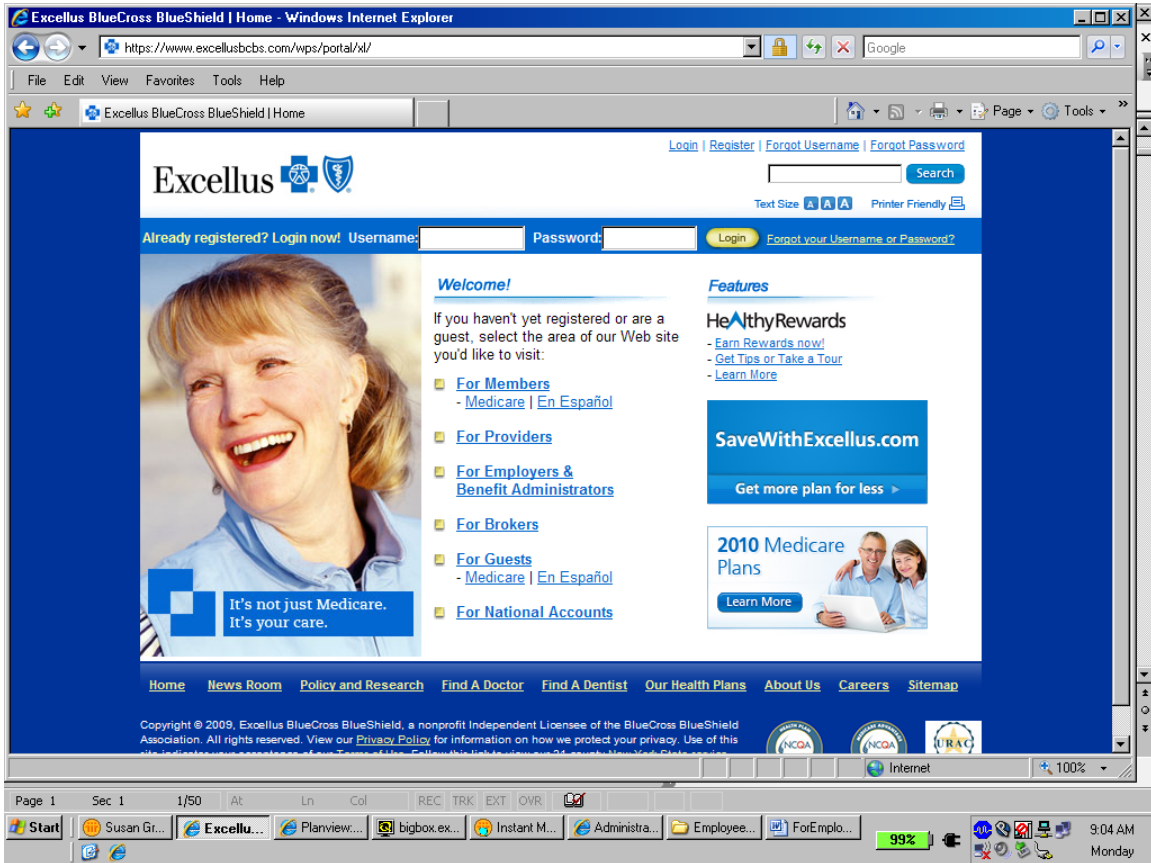 Excellus BlueCross BlueShield | Home - Windows Internet Explorer
https://www.excellusbcbs.com/wps/portal/xl/
Google
File Edit View Favorites Tools Help
Excellus BlueCross BlueShield | Home
Page Tools
Login | Register | Forgot Username | Forgot Password
Excellus
Search
Text Size A A A Printer Friendly
Already registered? Login now! Username: Password: Login Forgot your Username or Password?
Welcome!
If you haven't yet registered or are a
guest, select the area of our Web site
you'd like to visit:
For Members
- Medicare | En Español
For Providers
For Employers &
Benefit Administrators
For Brokers
For Guests
- Medicare | En Español
For National Accounts
Features
HeAlthyRewards
- Earn Rewards now!
- Get Tips or Take a Tour
- Learn More
SaveWithExcellus.com
Get more plan for less
2010 Medicare
Plans
Learn More
It's not just Medicare.
It's your care.
Home News Room Policy and Research Find A Doctor Find A Dentist Our Health Plans About Us Careers Sitemap
Copyright © 2009, Excellus BlueCross BlueShield, a nonprofit Independent Licensee of the BlueCross BlueShield
Association. All rights reserved. View our Privacy Policy for information on how we protect your privacy. Use of this
NCQA
NCQA
URAC
Internet 100%
Page 1 Sec 1 1/50 At Ln Col REC TRK EXT OVR
Start Susan Gr... Excellu... Planview:... bigbox.ex... Instant M... Administra... Employee... ForEmplo... 99% 9:04 AM
Monday